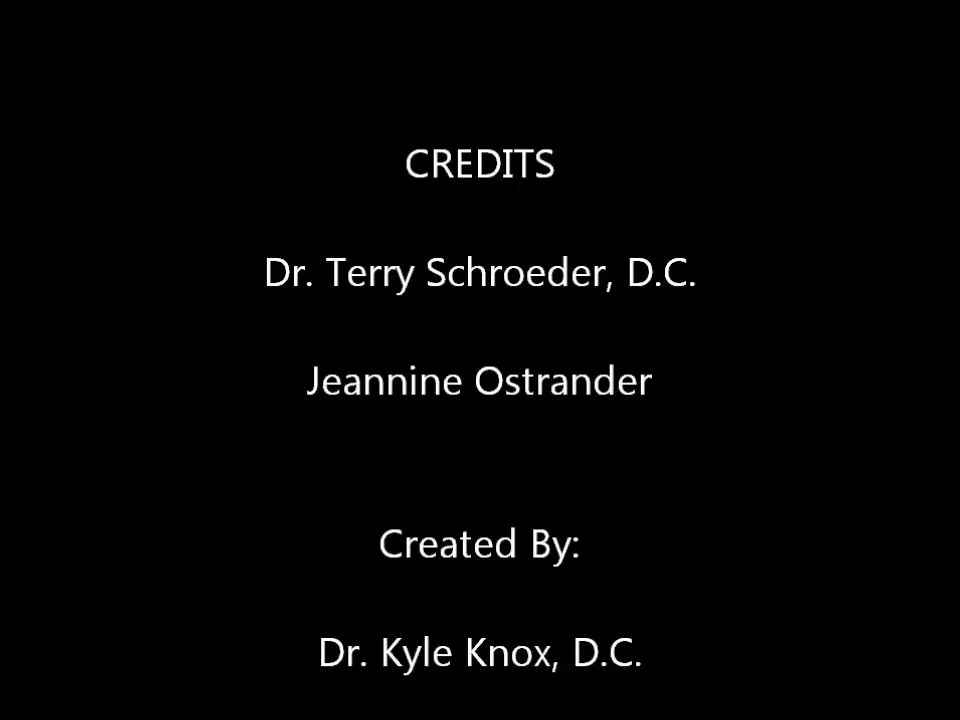 CREDITS
Dr. Terry Schroeder, D.C.
Jeannine Ostrander
Created By:
Dr. Kyle Knox, D.C.